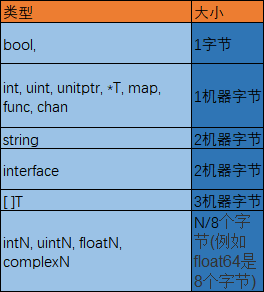 类型 大小
bool, 1字节
int, uint, unitptr, *T, map,
func, chan 1机器字节
string 2机器字节
interface 2机器字节
[ ]T 3机器字节
intN, uintN, floatN,
complexN
N/8个字
节(例如
float64是
8个字节)